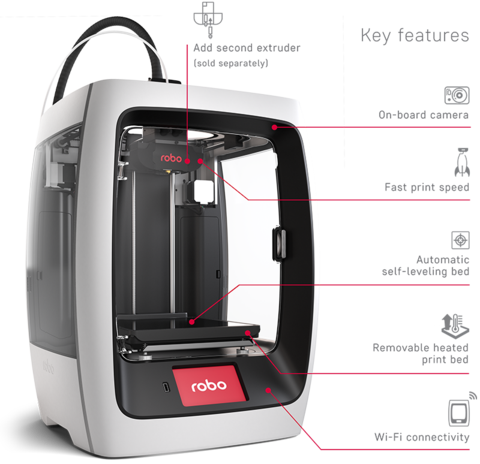 Add second extruder
(sold separately)
Key features
On-board camera
Fast print speed
Automatic
self-leveling bed
Removable heated
print bed
Wi-Fi connectivity
robo
robo
robo